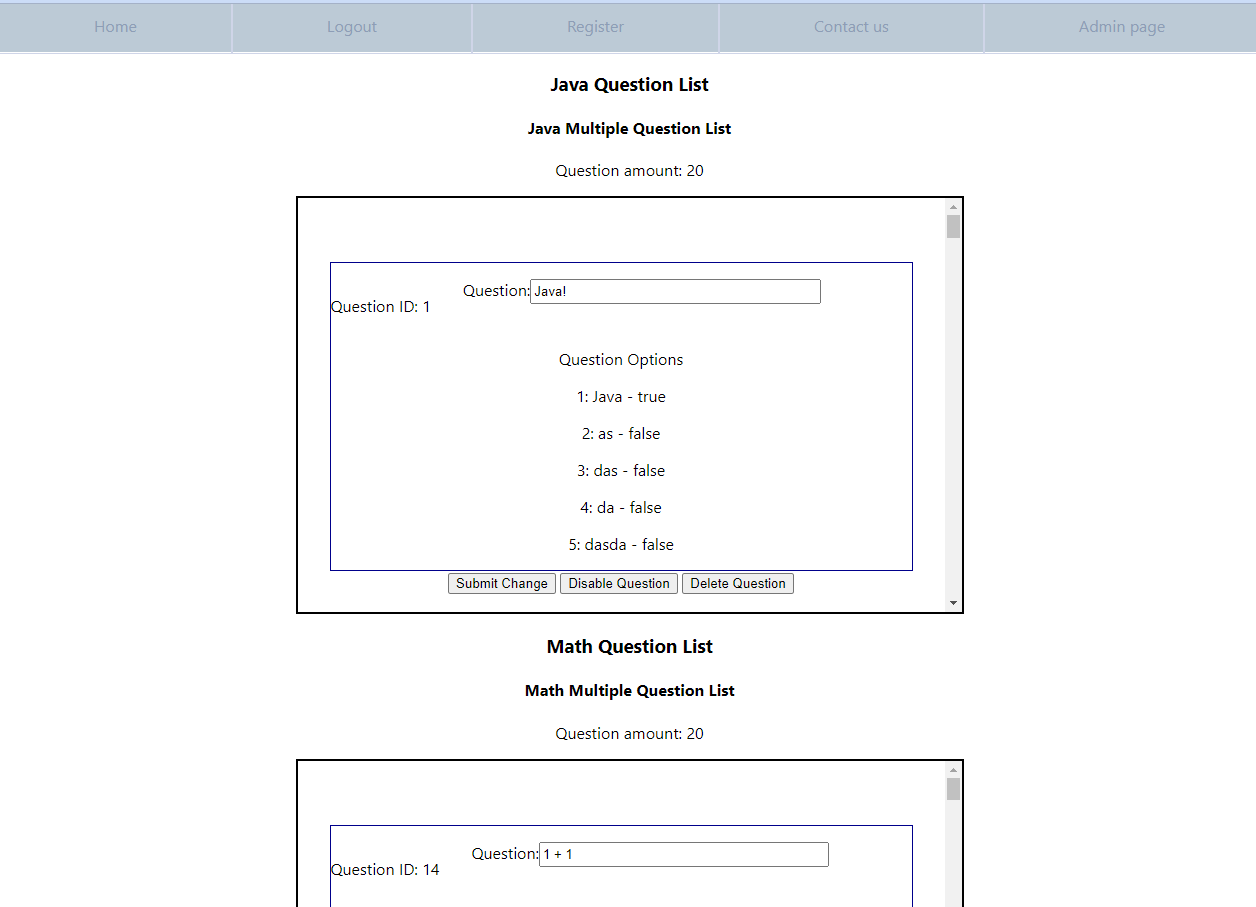 Home Logout Register Contact us Admin page
Java Question List
Java Multiple Question List
Question amount: 20
Question: Java!
Question ID: 1
Question Options
1: Java - true
2: as - false
3: das - false
4: da - false
5: dasda - false
Submit Change Disable Question Delete Question
Math Question List
Math Multiple Question List
Question amount: 20
Question: 1 + 1
Question ID: 14